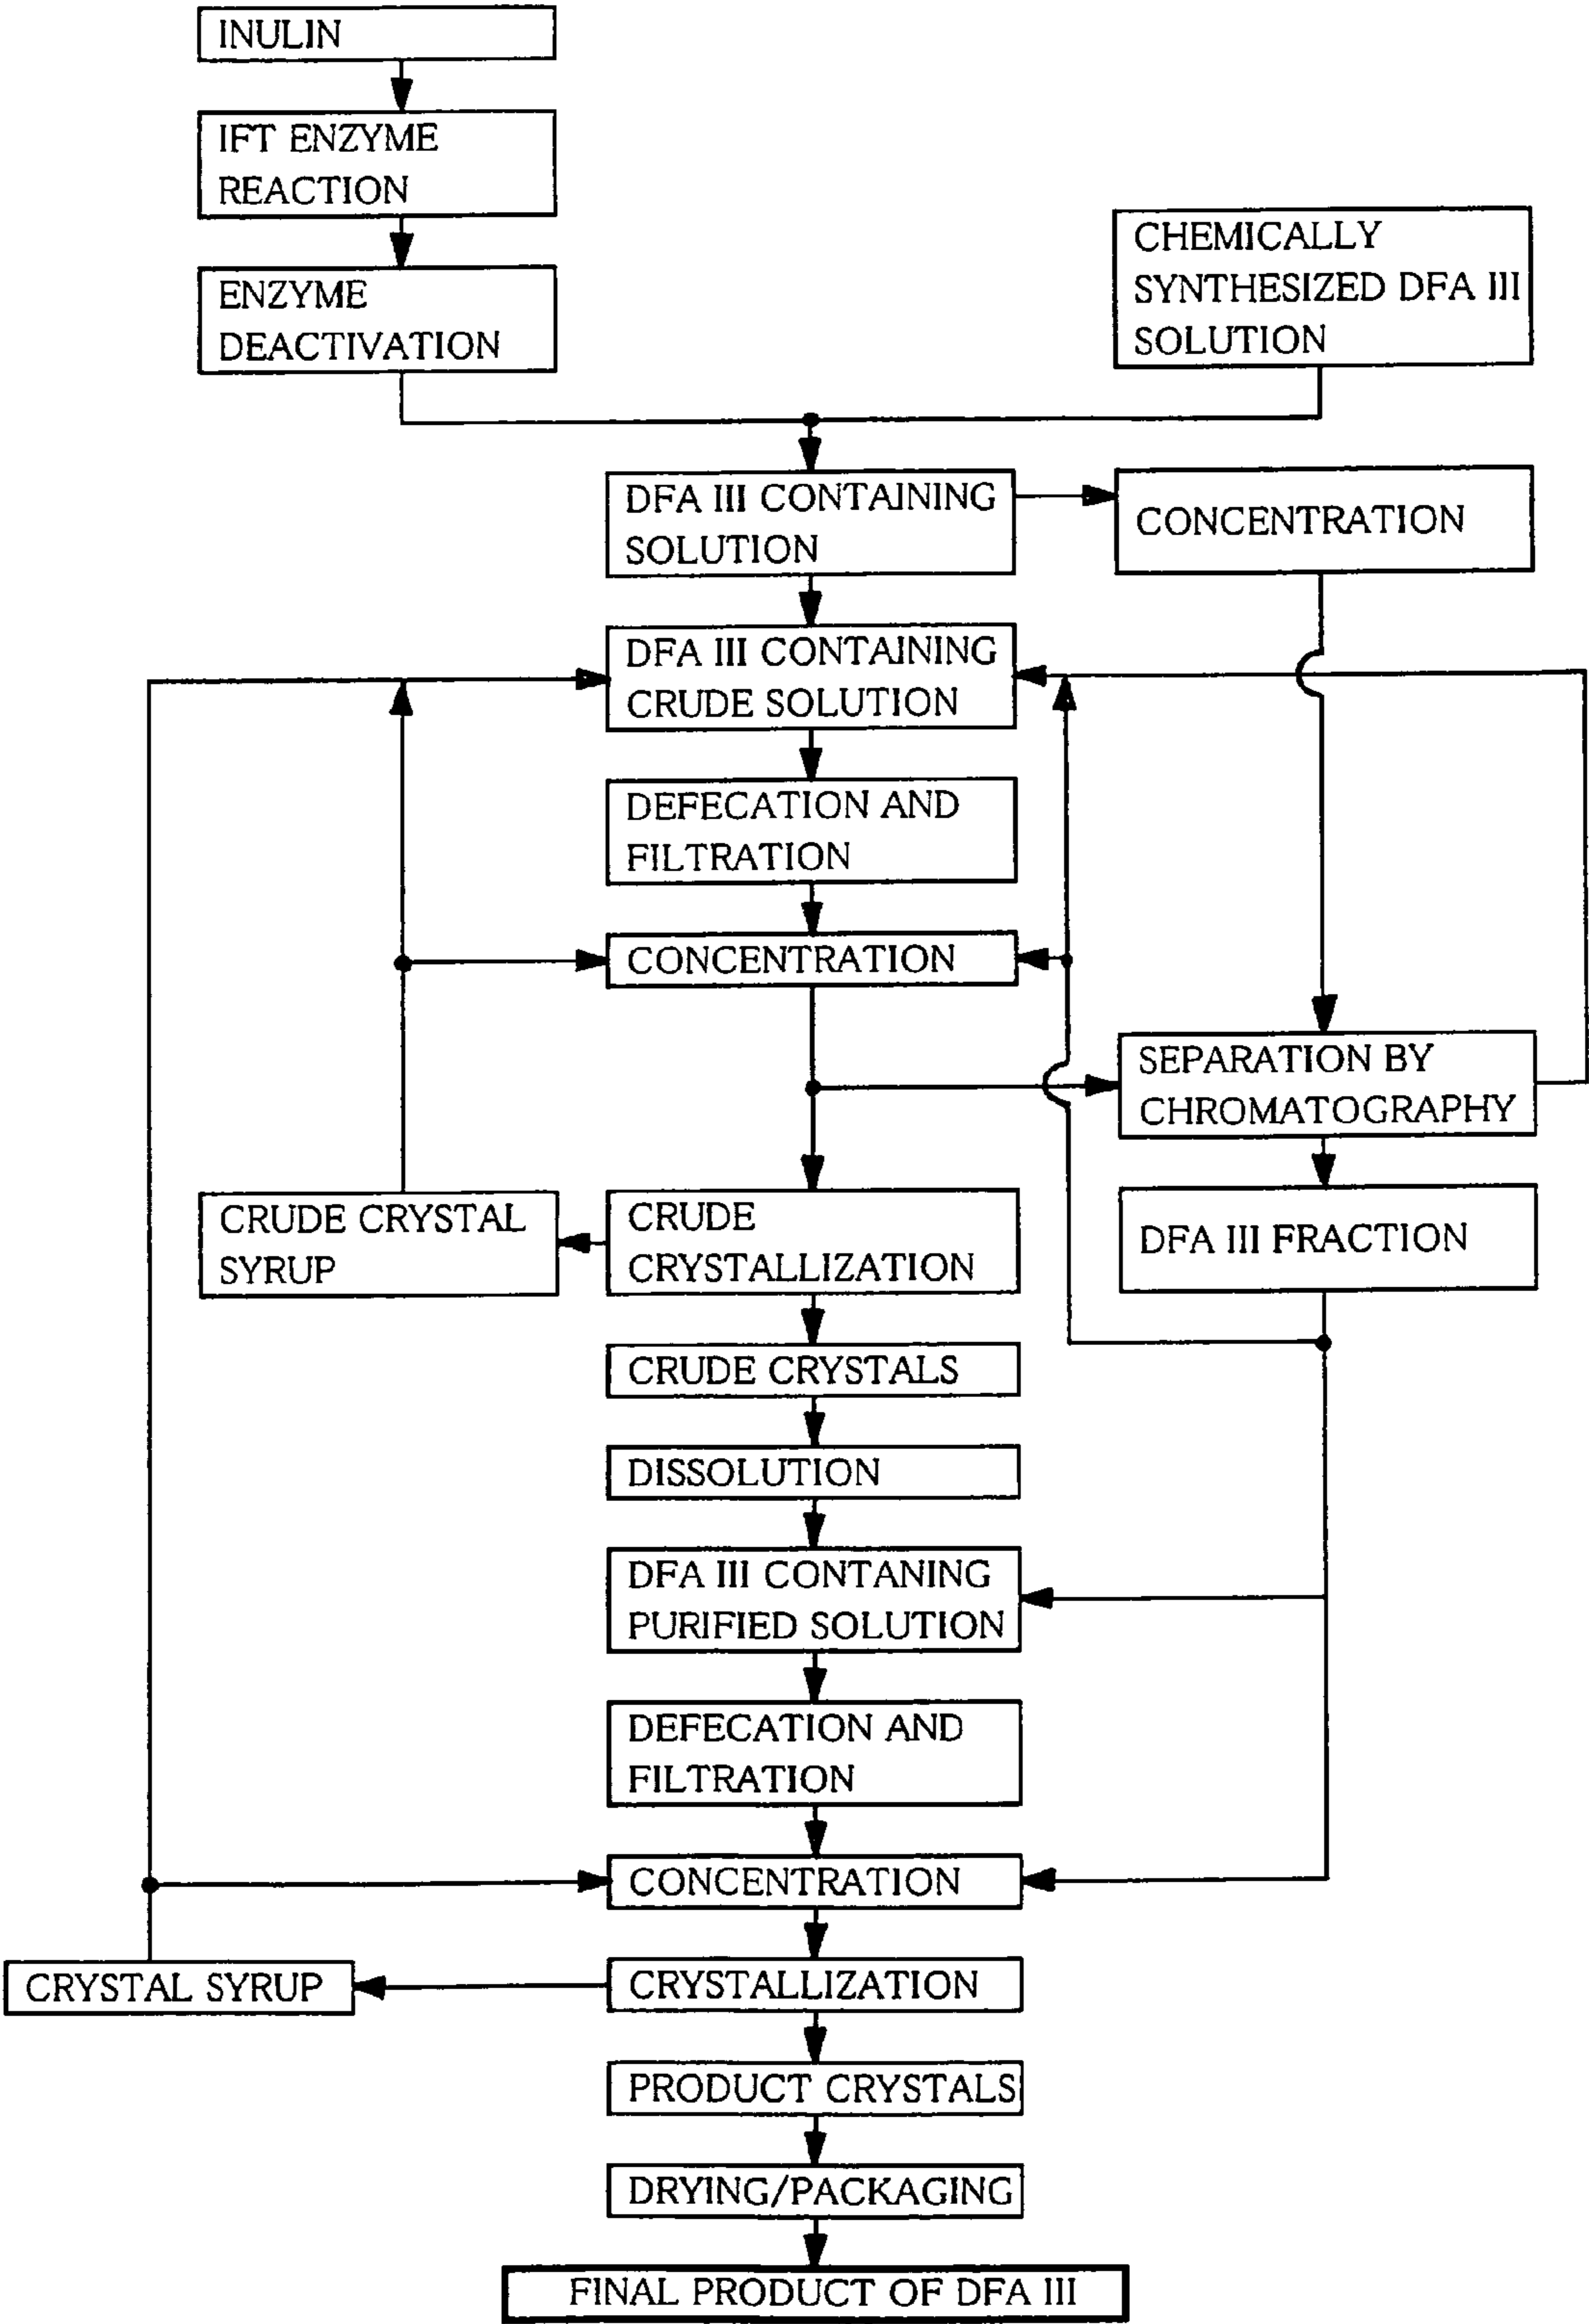 INULIN
IFT ENZYME
REACTION
ENZYME
DEACTIVATION
CHEMICALLY
SYNTHESIZED DFA III
SOLUTION
DFA III CONTAINING
SOLUTION
CONCENTRATION
DFA III CONTAINING
CRUDE SOLUTION
DEFECATION AND
FILTRATION
CONCENTRATION
SEPARATION BY
CHROMATOGRAPHY
CRUDE CRYSTAL
SYRUP
CRUDE
CRYSTALLIZATION
DFA III FRACTION
CRUDE CRYSTALS
DISSOLUTION
DFA III CONTANING
PURIFIED SOLUTION
DEFECATION AND
FILTRATION
CONCENTRATION
CRYSTAL SYRUP
CRYSTALLIZATION
PRODUCT CRYSTALS
DRYING/PACKAGING
FINAL PRODUCT OF DFA III